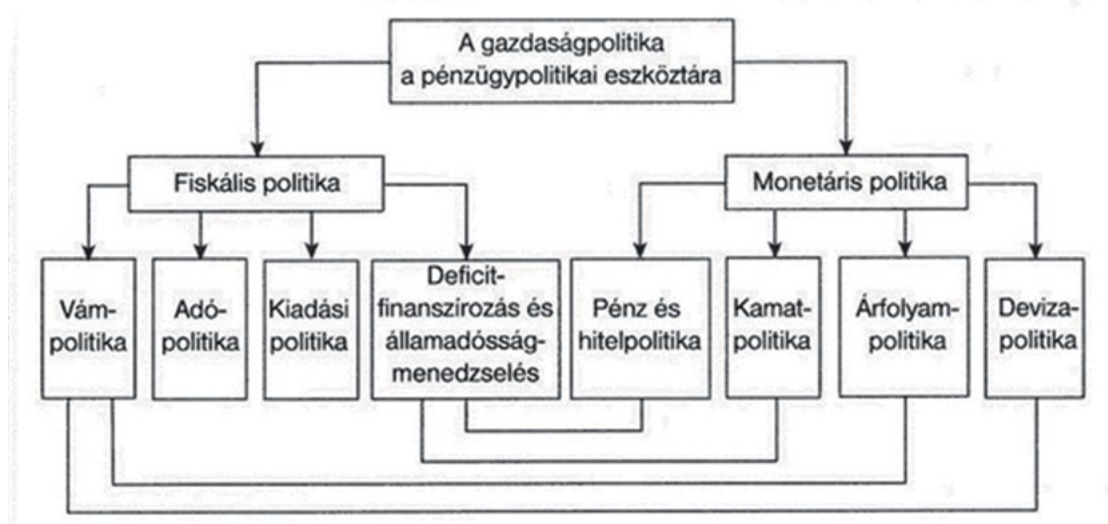 A gazdaságpolitika
a pénzügypolitikai eszköztára
Fiskális politika
Monetáris politika
Vám-
politika
Adó-
politika
Kiadási
politika
Deficit-
finanszírozás és
államadósság-
menedzselés
Pénz és
hitelpolitika
Kamat-
politika
Árfolyam-
politika
Deviza-
politika